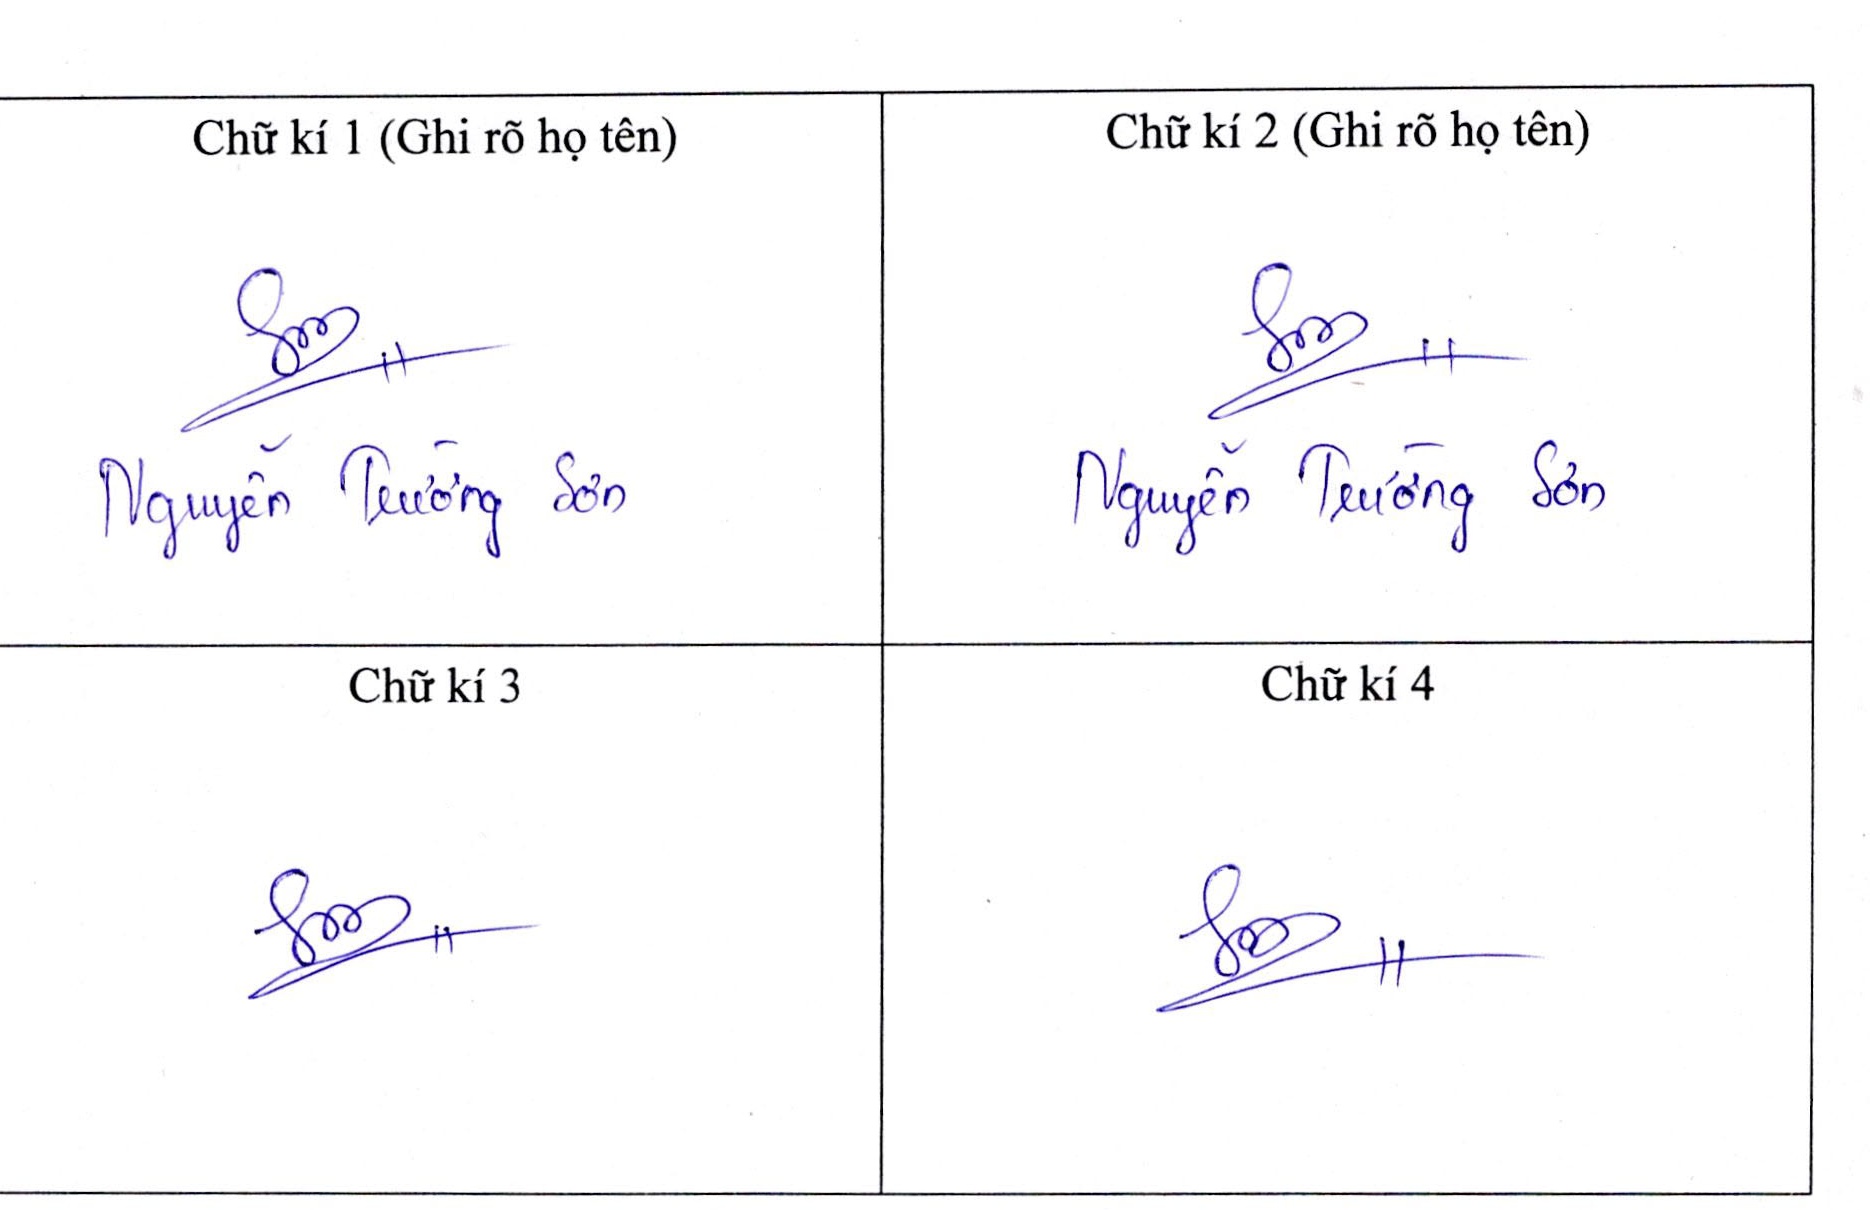 Chữ kí 1 (Ghi rõ họ tên)
Chữ kí 2 (Ghi rõ họ tên)
Sơn
Sơn
Nguyễn Trường Sơn
Nguyễn Trường Sơn
Chữ kí 3
Chữ kí 4
Sơn
Sơn